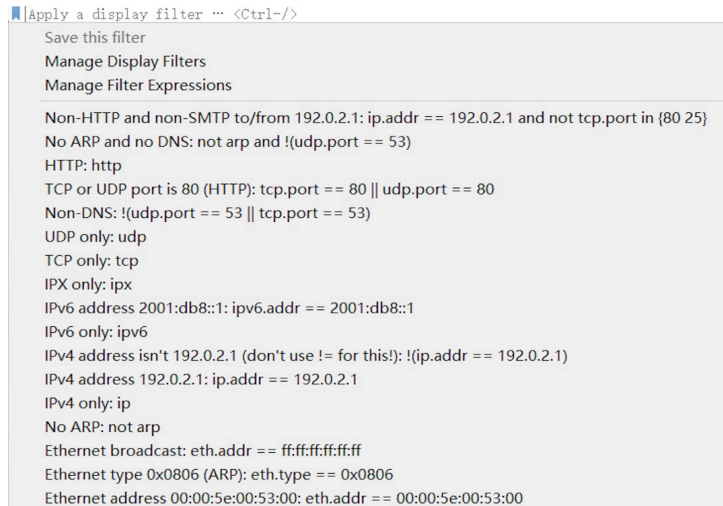 Apply a display filter … <Ctrl-/>
Save this filter
Manage Display Filters
Manage Filter Expressions
Non-HTTP and non-SMTP to/from 192.0.2.1: ip.addr == 192.0.2.1 and not tcp.port in {80 25}
No ARP and no DNS: not arp and !(udp.port == 53)
HTTP: http
TCP or UDP port is 80 (HTTP): tcp.port == 80 || udp.port == 80
Non-DNS: !(udp.port == 53 || tcp.port == 53)
UDP only: udp
TCP only: tcp
IPX only: ipx
IPv6 address 2001:db8::1: ipv6.addr == 2001:db8::1
IPv6 only: ipv6
IPv4 address isn't 192.0.2.1 (don't use != for this!): !(ip.addr == 192.0.2.1)
IPv4 address 192.0.2.1: ip.addr == 192.0.2.1
IPv4 only: ip
No ARP: not arp
Ethernet broadcast: eth.addr == ff:ff:ff:ff:ff:ff
Ethernet type 0x0806 (ARP): eth.type == 0x0806
Ethernet address 00:00:5e:00:53:00: eth.addr == 00:00:5e:00:53:00